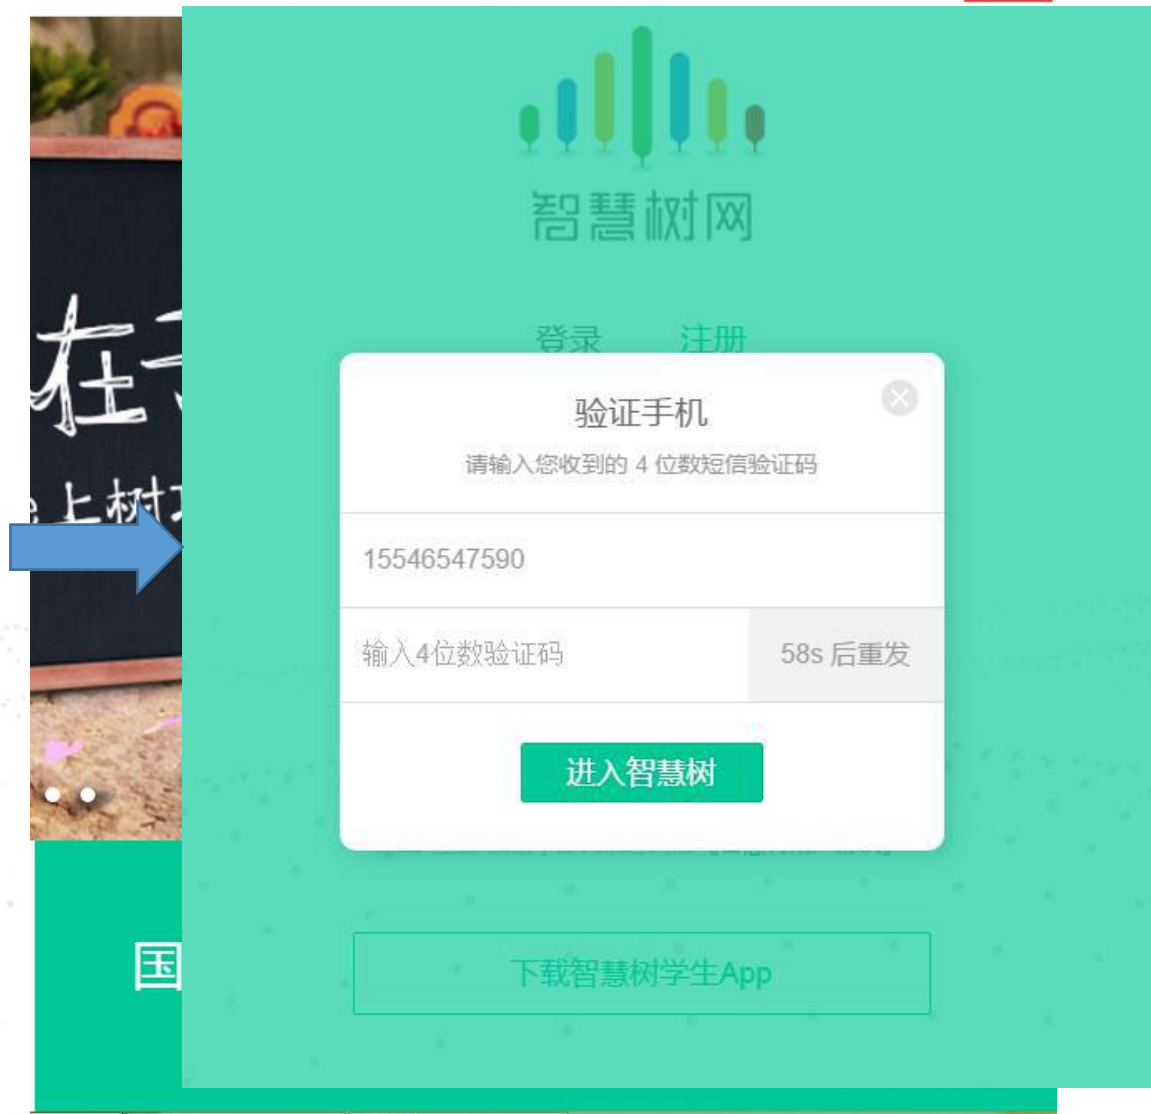 智慧树网
登录 注册
在
上树
验证手机
请输入您收到的 4 位数短信验证码
15546547590
输入4位数验证码 58s 后重发
进入智慧树
下载智慧树学生App
国